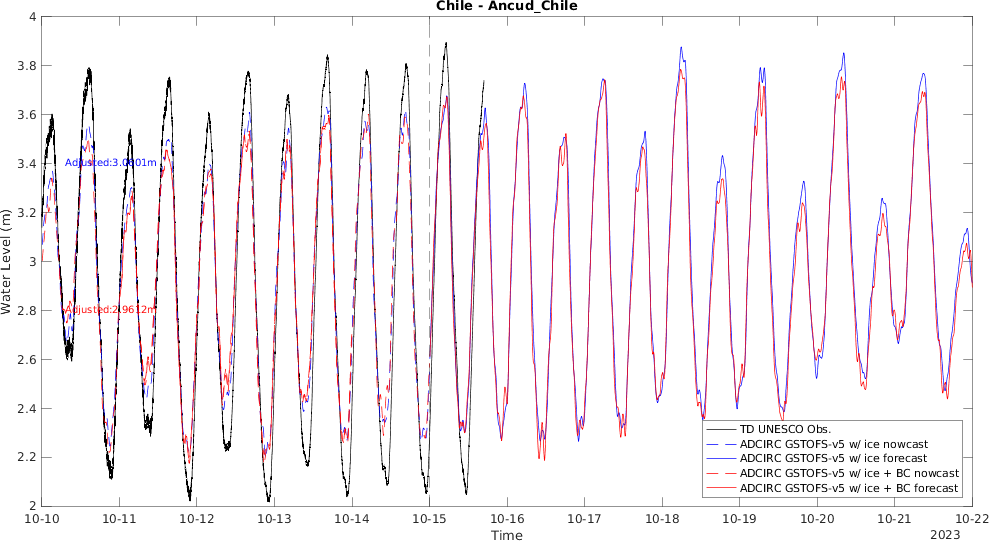 Chile - Ancud_Chile
4
3.8
3.6
3.4
3.2
3
2.8
2.6
2.4
2.2
2
Water Level (m)
Adjusted:3.0601m
Adjusted:2.9612m
TD UNESCO Obs.
ADCIRC GSTOFS-v5 w/ ice nowcast
ADCIRC GSTOFS-v5 w/ ice forecast
ADCIRC GSTOFS-v5 w/ ice + BC nowcast
ADCIRC GSTOFS-v5 w/ ice + BC forecast
10-10 10-11 10-12 10-13 10-14 10-15 10-16 10-17 10-18 10-19 10-20 10-21 10-22
Time
2023